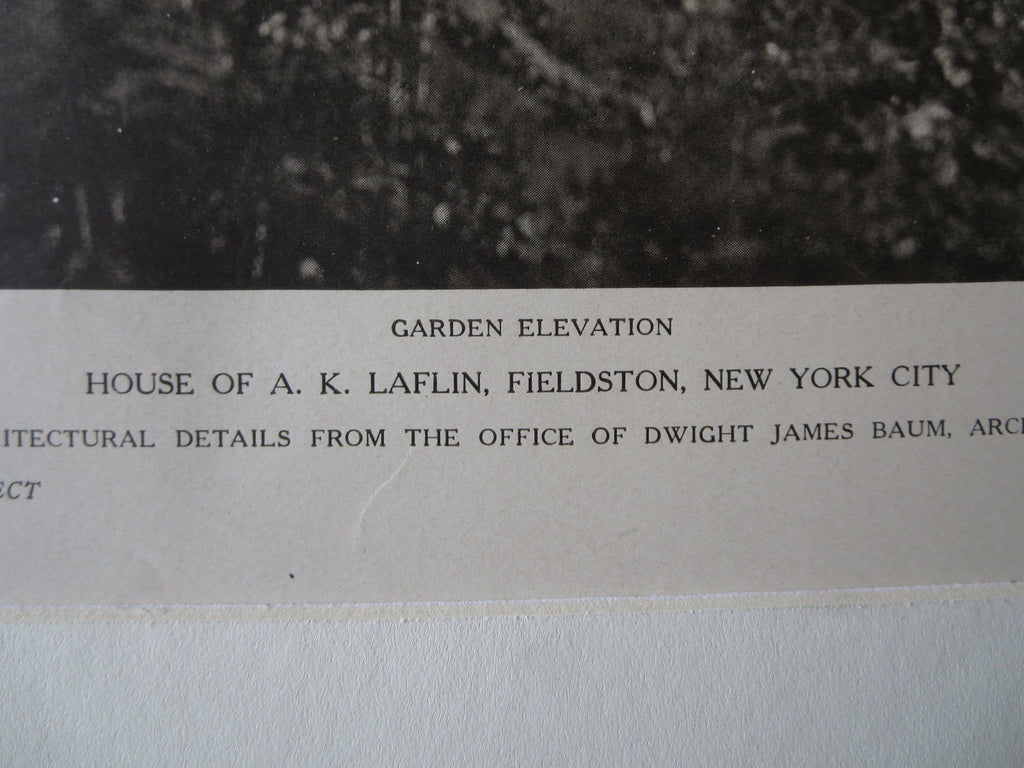 GARDEN ELEVATION
HOUSE OF A. K. LAFLIN, FIELDSTON, NEW YORK CITY
ITECTURAL DETAILS FROM THE OFFICE OF DWIGHT JAMES BAUM, ARC
ECT